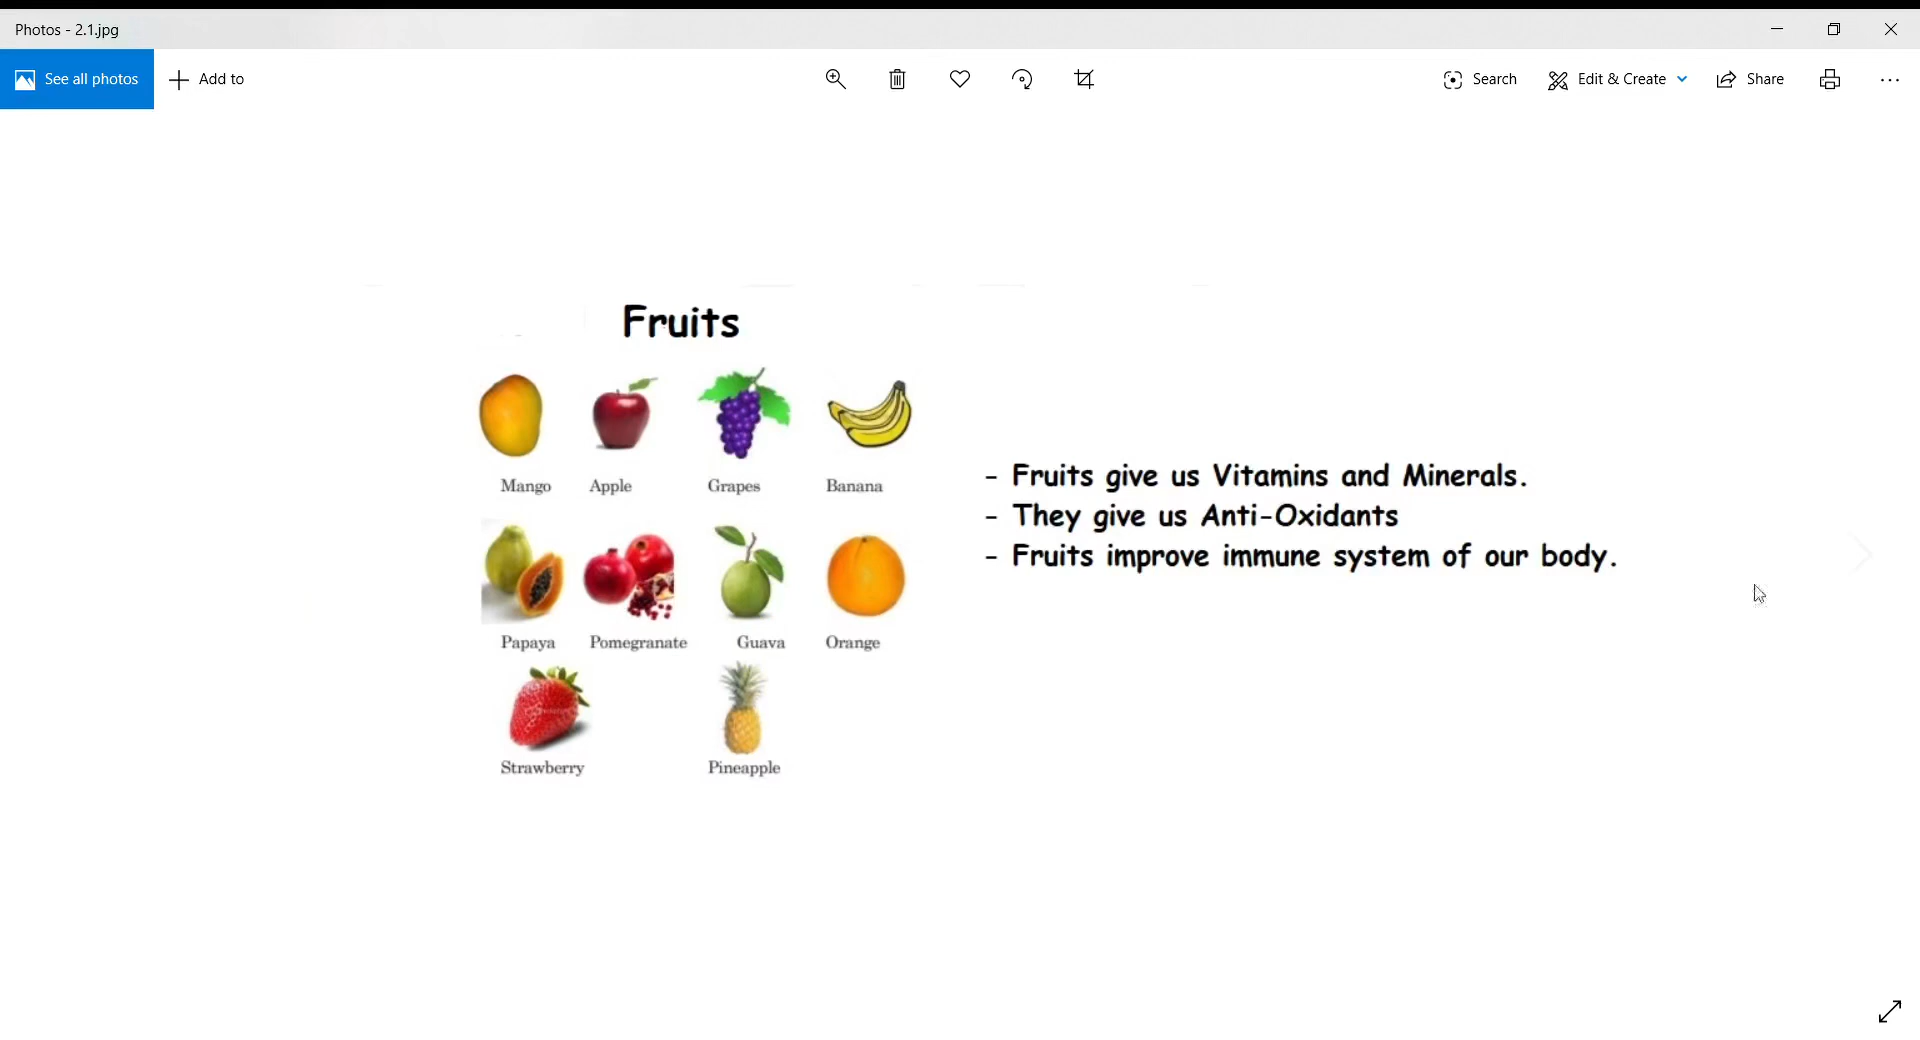 Photos - 2.1.jpg
See all photos
Add to
Search
Edit & Create
Share
Fruits
Mango Apple Grapes Banana
Papaya Pomegranate Guava Orange
Strawberry Pineapple
- Fruits give us Vitamins and Minerals.
- They give us Anti-Oxidants
- Fruits improve immune system of our body.